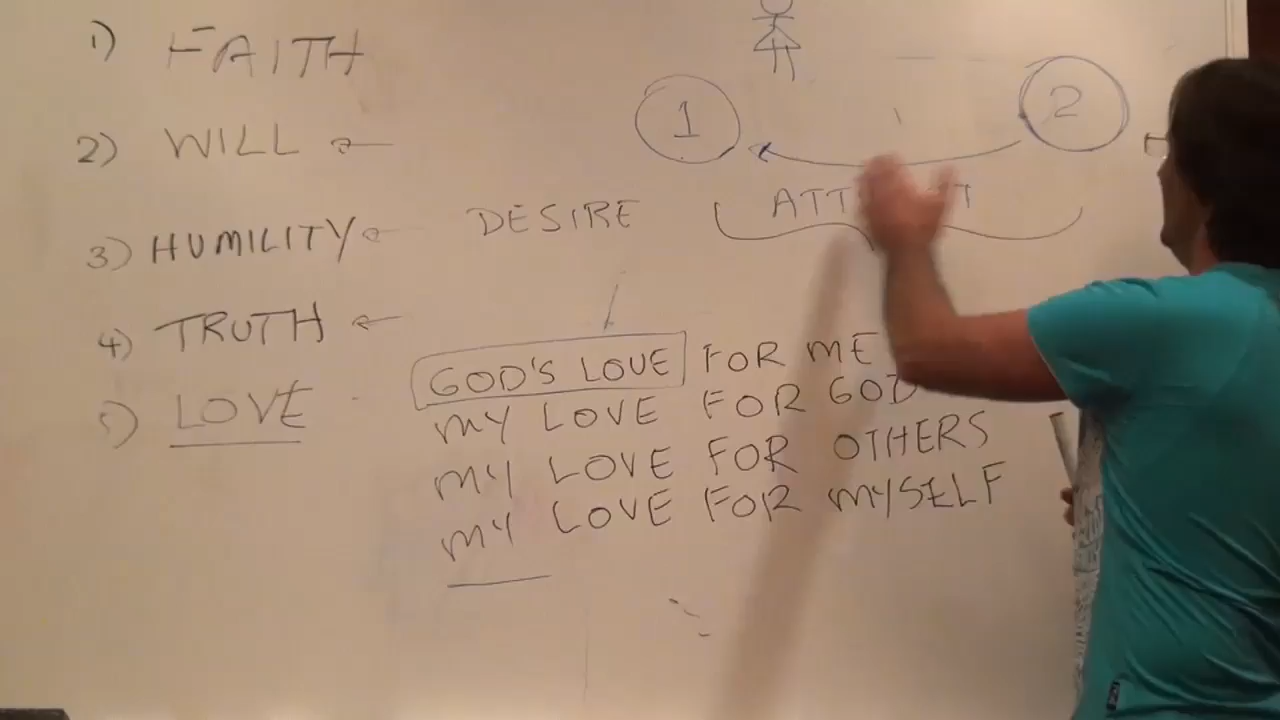 1) FAITH
2) WILL
3) HUMILITY
4) TRUTH
5) LOVE
DESIRE
1
2
GOD'S LOVE FOR ME
MY LOVE FOR GOD
MY LOVE FOR OTHERS
MY LOVE FOR MYSELF